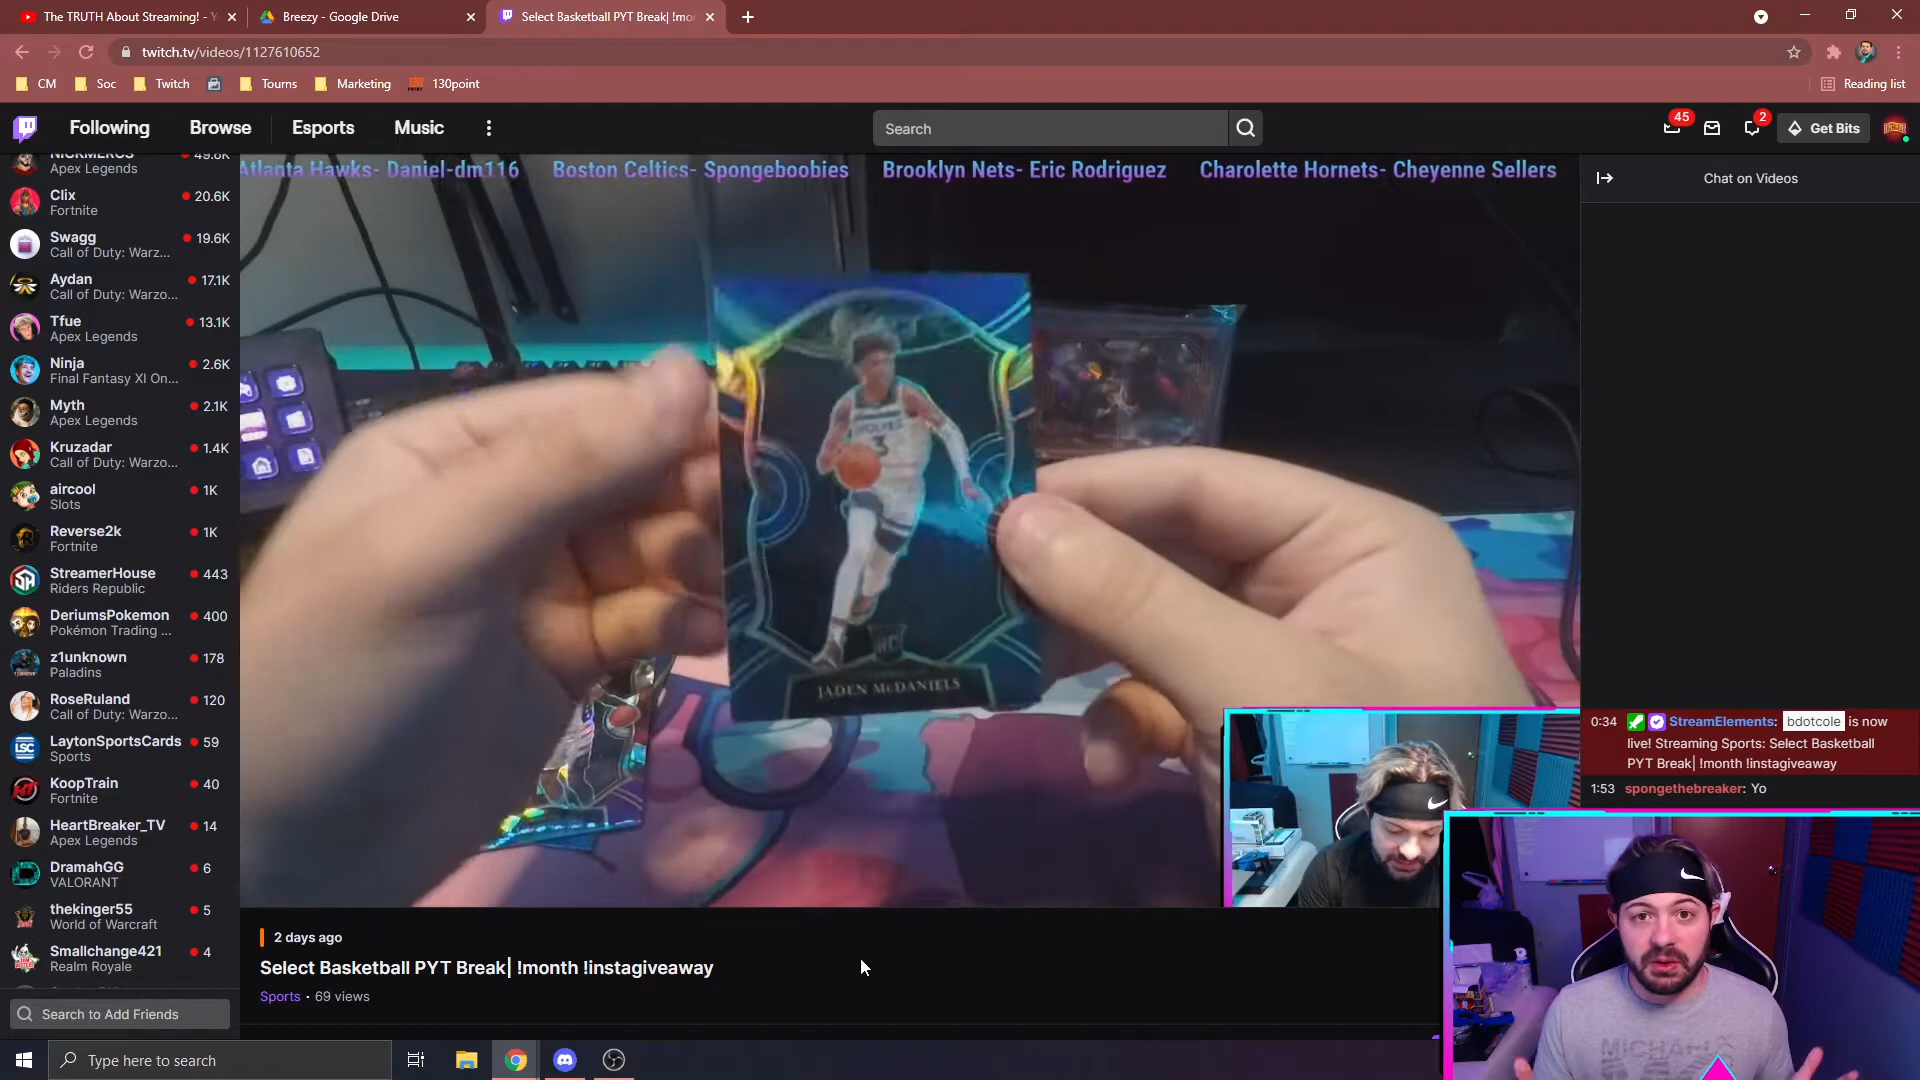 The TRUTH About Streaming! - Y
Breezy - Google Drive
Select Basketball PYT Break| !mo
twitch.tv/videos/1127610652
CM
Soc
Twitch
Tourns
Marketing
130point
Reading list
Following
Browse
Esports
Music
Search
45
2
Get Bits
NICKMERCS
49.6K
Apex Legends
Clix
20.6K
Fortnite
Swagg
19.6K
Call of Duty: Warz...
Aydan
17.1K
Call of Duty: Warzo...
Tfue
13.1K
Apex Legends
Ninja
2.6K
Final Fantasy XI On...
Myth
2.1K
Apex Legends
Kruzadar
1.4K
Call of Duty: Warzo...
aircool
1K
Slots
Reverse2k
1K
Fortnite
StreamerHouse
443
Riders Republic
DeriumsPokemon
400
Pokémon Trading ...
z1unknown
178
Paladins
RoseRuland
120
Call of Duty: Warzo...
LaytonSportsCards
59
Sports
KoopTrain
40
Fortnite
HeartBreaker_TV
14
Apex Legends
DramahGG
6
VALORANT
thekinger55
5
World of Warcraft
Smallchange421
4
Realm Royale
Search to Add Friends
Atlanta Hawks- Daniel-dm116
Boston Celtics- Spongeboobies
Brooklyn Nets- Eric Rodriguez
Charolette Hornets- Cheyenne Sellers
WOLVES
3
RC
JADEN McDANIELS
2 days ago
Select Basketball PYT Break| !month !instagiveaway
Sports • 69 views
Chat on Videos
0:34 StreamElements: bdotcole is now
live! Streaming Sports: Select Basketball
PYT Break| !month !instagiveaway
1:53 spongethebreaker: Yo
Type here to search